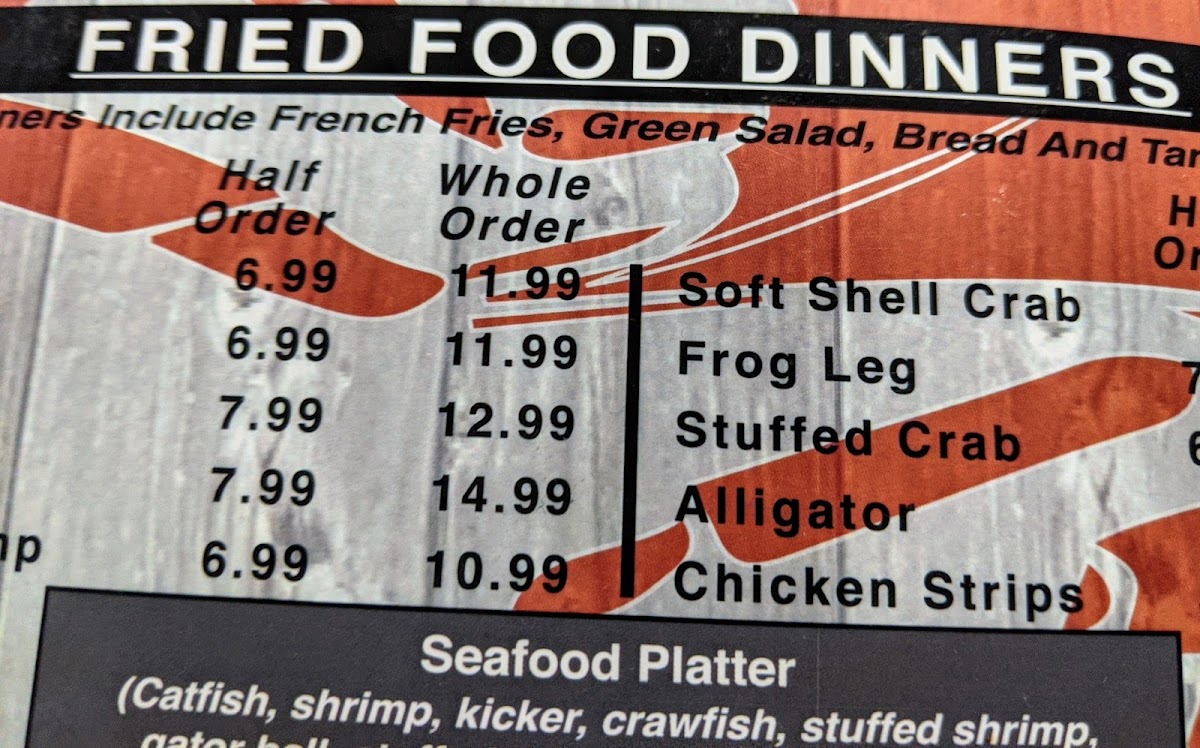 FRIED FOOD DINNERS
Include French Fries, Green Salad, Bread And
Half Order
Whole Order
6.99 11.99 Soft Shell Crab
6.99 11.99 Frog Leg
7.99 12.99 Stuffed Crab
7.99 14.99 Alligator
6.99 10.99 Chicken Strips
Seafood Platter
(Catfish, shrimp, kicker, crawfish, stuffed shrimp,